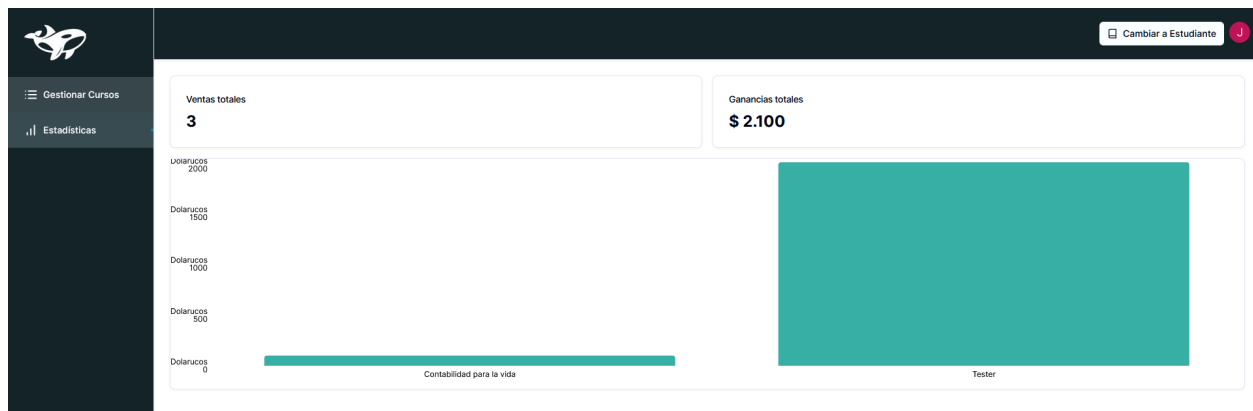 Cambiar a Estudiante
J
Gestionar Cursos
Estadísticas
Ventas totales
3
Ganancias totales
$ 2.100
Dolarucos
2000
Dolarucos
1500
Dolarucos
1000
Dolarucos
500
Dolarucos
0
Contabilidad para la vida
Tester